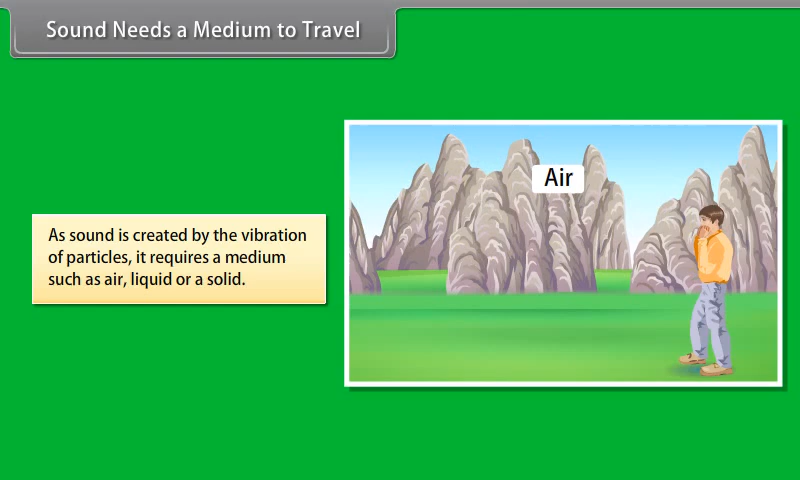 Sound Needs a Medium to Travel
As sound is created by the vibration
of particles, it requires a medium
such as air, liquid or a solid.
Air